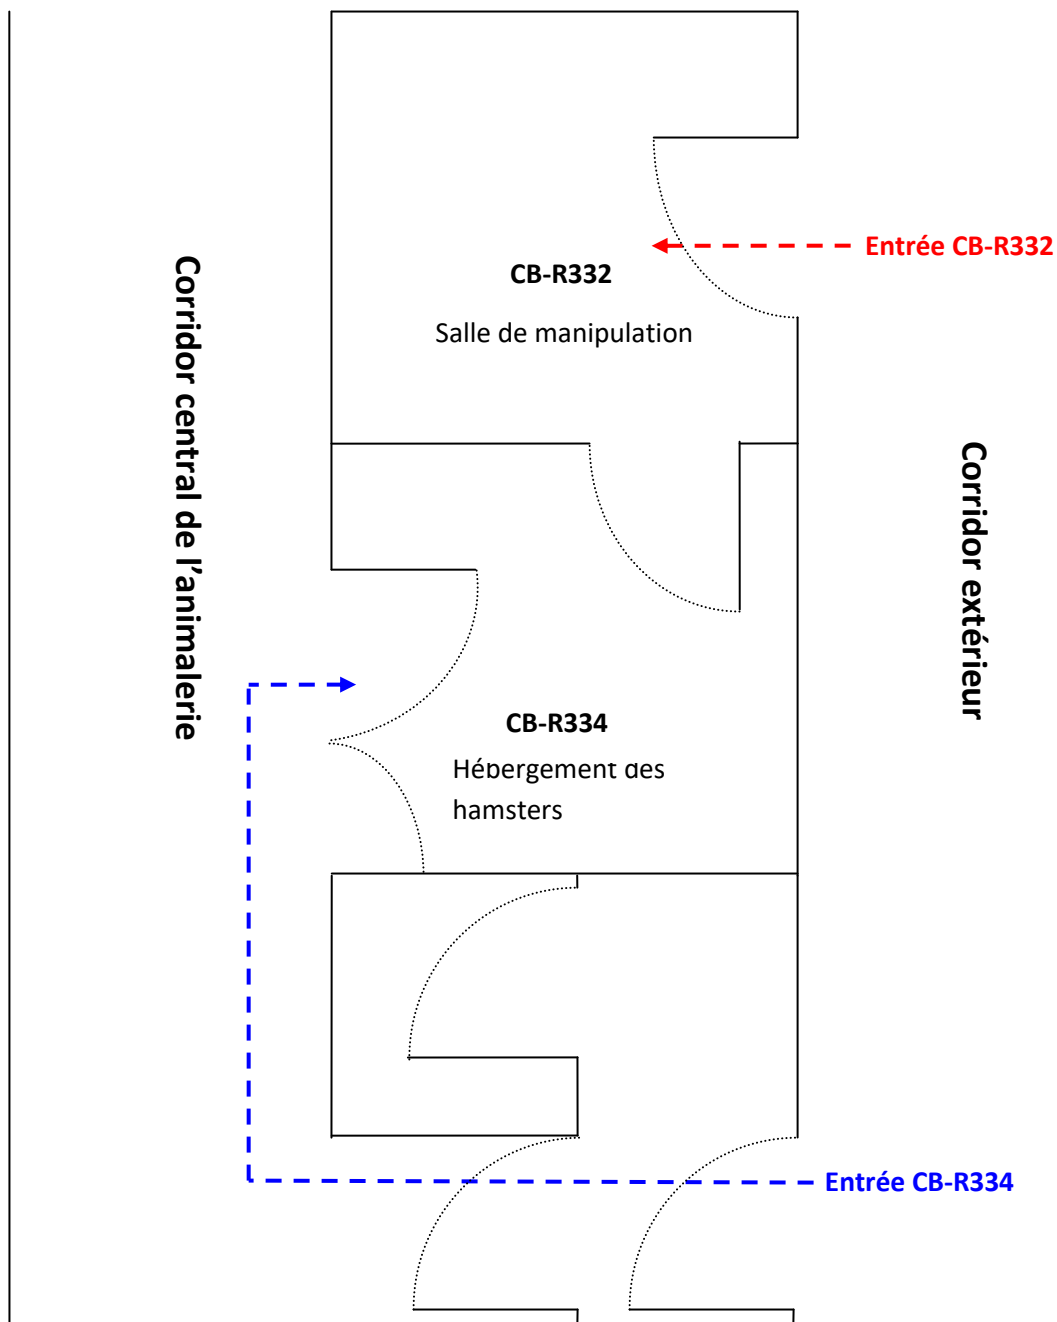 Entrée CB-R332
CB-R332
Salle de manipulation
Corridor central de l’animalerie
Corridor extérieur
CB-R334
Hébergement des
hamsters
Entrée CB-R334